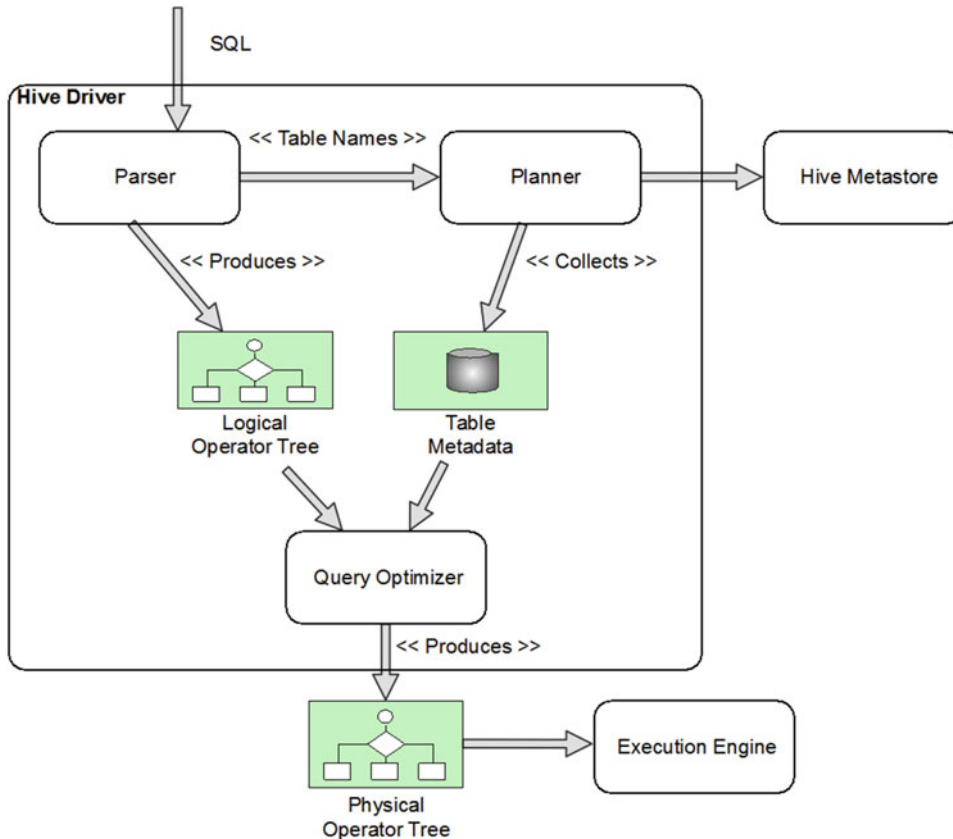 SQL
Hive Driver
<< Table Names >>
Parser
Planner
Hive Metastore
<< Produces >>
<< Collects >>
Logical
Operator Tree
Table
Metadata
Query Optimizer
<< Produces >>
Execution Engine
Physical
Operator Tree